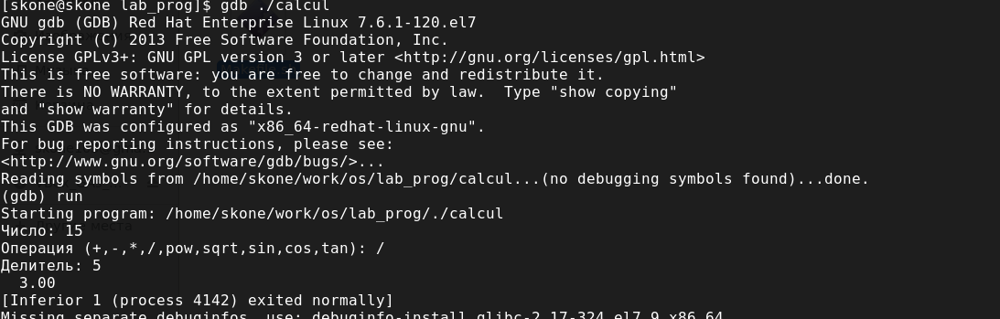 [skone@skone lab_prog]$ gdb ./calcul
GNU gdb (GDB) Red Hat Enterprise Linux 7.6.1-120.el7
Copyright (C) 2013 Free Software Foundation, Inc.
License GPLv3+: GNU GPL version 3 or later <http://gnu.org/licenses/gpl.html>
This is free software: you are free to change and redistribute it.
There is NO WARRANTY, to the extent permitted by law.  Type "show copying"
and "show warranty" for details.
This GDB was configured as "x86_64-redhat-linux-gnu".
For bug reporting instructions, please see:
<http://www.gnu.org/software/gdb/bugs/>...
Reading symbols from /home/skone/work/os/lab_prog/calcul...(no debugging symbols found)...done.
(gdb) run
Starting program: /home/skone/work/os/lab_prog/./calcul
Число: 15
Операция (+,-,*,/,pow,sqrt,sin,cos,tan): /
Делитель: 5
  3.00
[Inferior 1 (process 4142) exited normally]
Missing separate debuginfos, use: debuginfo-install glibc-2.17-324.el7_9.x86_64